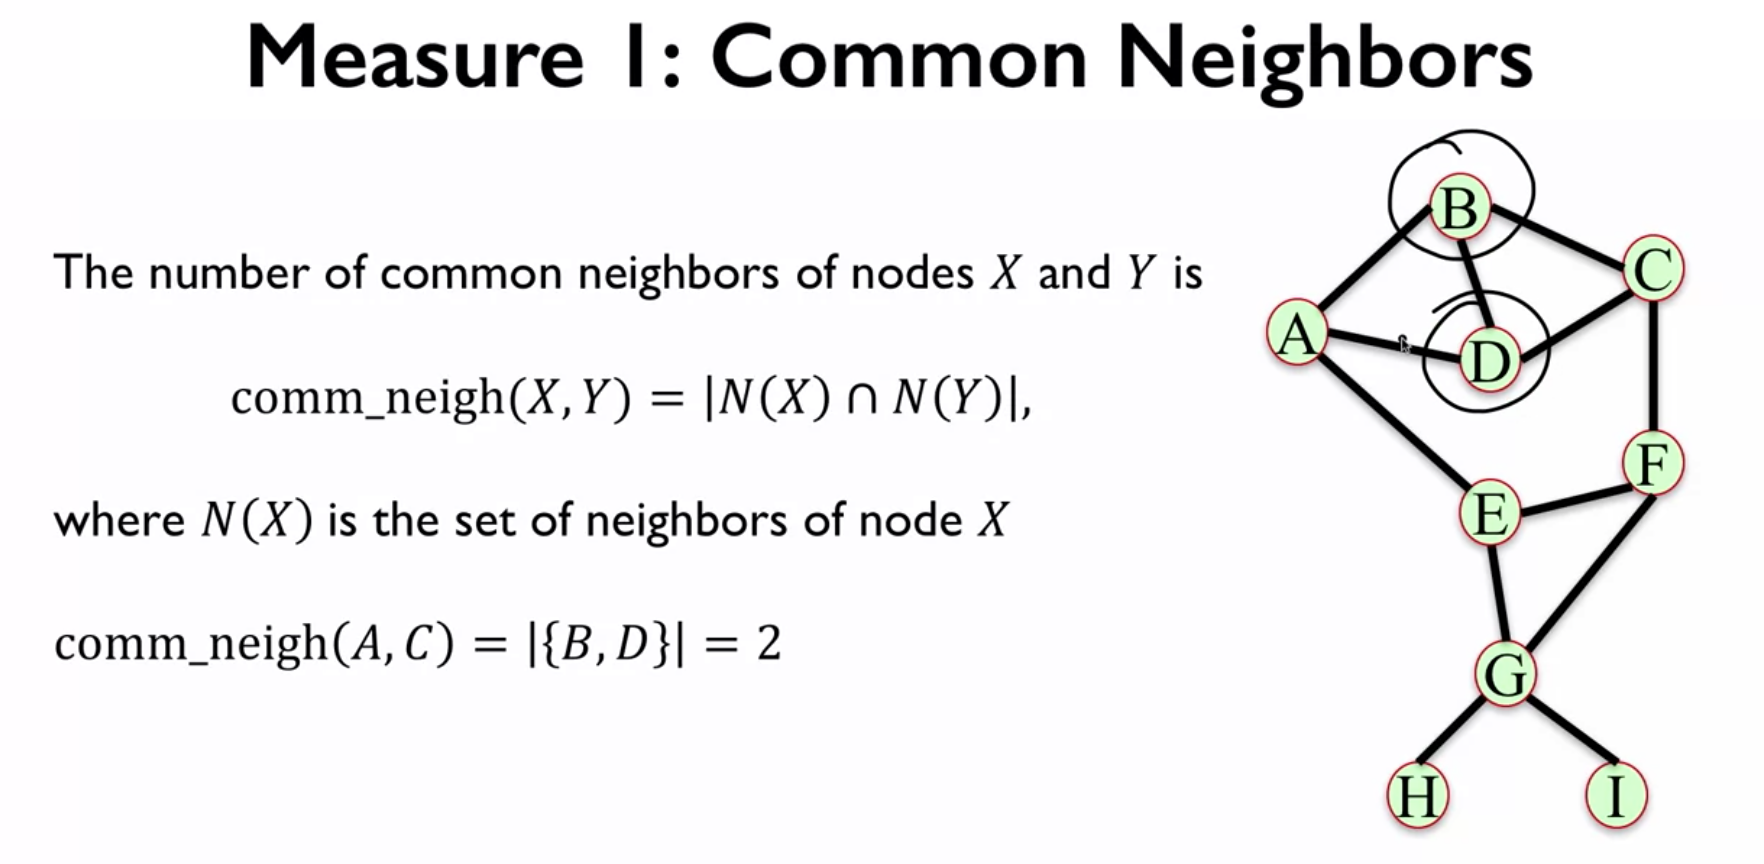 Measure 1: Common Neighbors
The number of common neighbors of nodes X and Y is
comm_neigh(X, Y) = |N(X) ∩ N(Y)|,
where N(X) is the set of neighbors of node X
comm_neigh(A, C) = |{B, D}| = 2
B
C
A
D
F
E
G
H
I